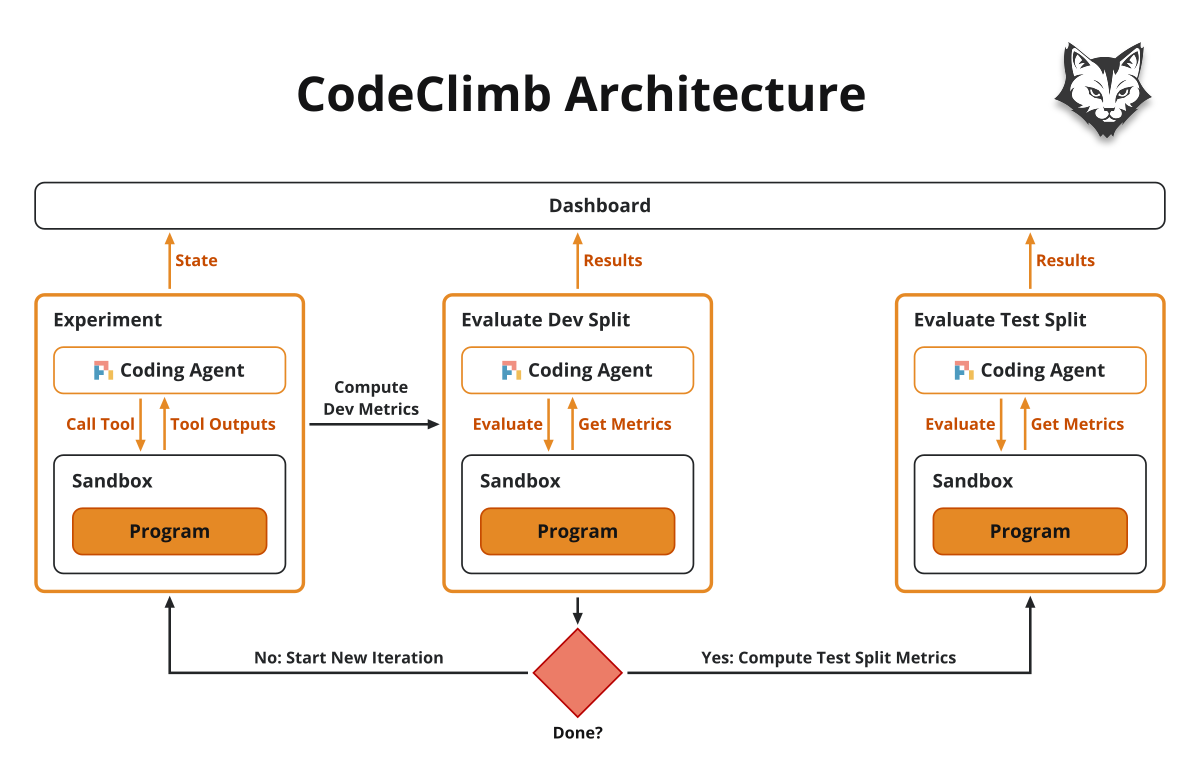 CodeClimb Architecture
Dashboard
State
Results
Results
Experiment
Coding Agent
Call Tool
Tool Outputs
Sandbox
Program
Compute
Dev Metrics
Evaluate Dev Split
Coding Agent
Evaluate
Get Metrics
Sandbox
Program
Evaluate Test Split
Coding Agent
Evaluate
Get Metrics
Sandbox
Program
No: Start New Iteration
Yes: Compute Test Split Metrics
Done?